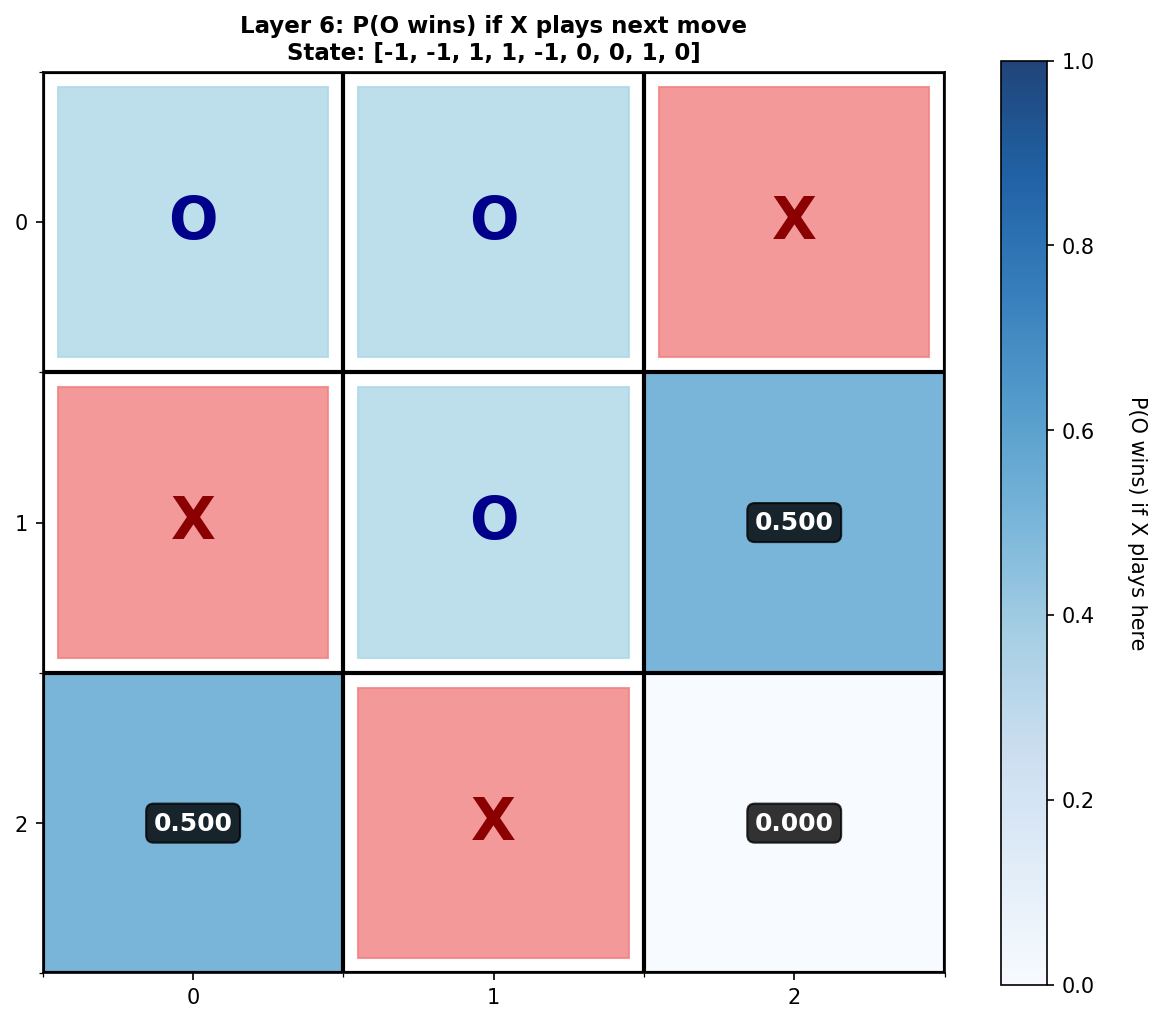 Layer 6: P(O wins) if X plays next move
State: [-1, -1, 1, 1, -1, 0, 0, 1, 0]
0
O
O
X
1
X
O
0.500
2
0.500
X
0.000
0
1
2
1.0
0.8
0.6
0.4
0.2
0.0
P(O wins) if X plays here